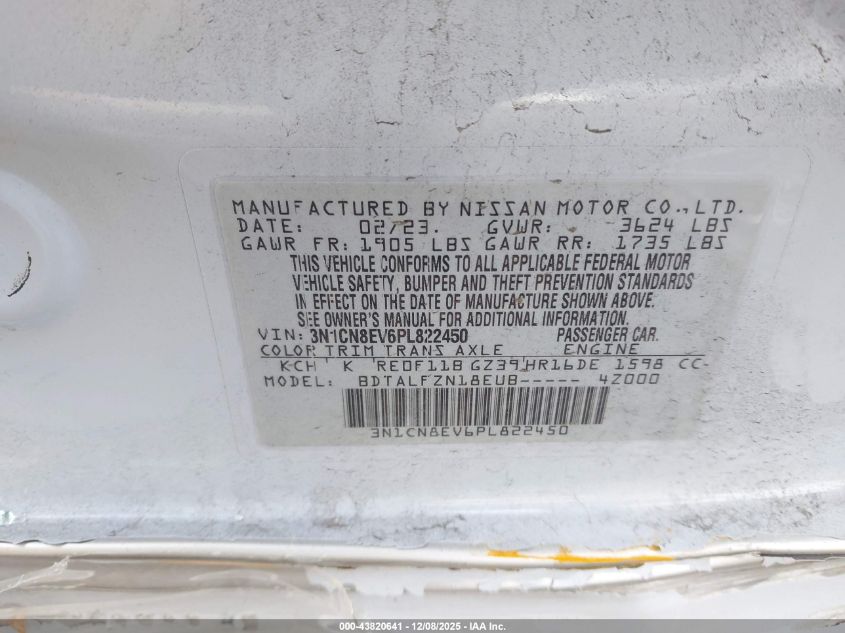 MANUFACTURED BY NISSAN MOTOR CO.,LTD.
DATE: 02/23. GVWR: 3624 LBS
GAWR FR: 1905 LBS GAWR RR: 1735 LBS
THIS VEHICLE CONFORMS TO ALL APPLICABLE FEDERAL MOTOR
VEHICLE SAFETY, BUMPER AND THEFT PREVENTION STANDARDS
IN EFFECT ON THE DATE OF MANUFACTURE SHOWN ABOVE.
SEE OWNER'S MANUAL FOR ADDITIONAL INFORMATION.
VIN: 3N1CN8EV6PL822450 PASSENGER CAR.
COLOR TRIM TRANS AXLE ENGINE
KCH K RE0F11B GZ39 HR16DE 1598 CC-
MODEL: BDTALFZN18EUB----- 4Z000
3N1CN8EV6PL822450
000-43820641 - 12/08/2025 - IAA Inc.